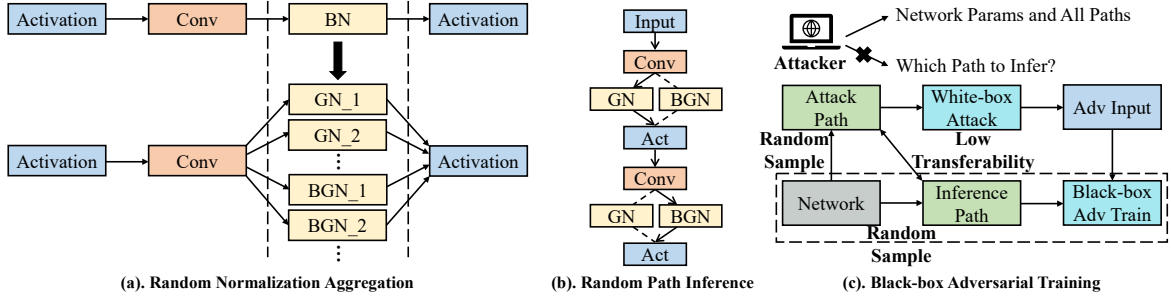 Activation
Conv
BN
Activation
GN_1
GN_2
⋮
BGN_1
BGN_2
⋮
Activation
Conv
Activation
(a). Random Normalization Aggregation
Input
Conv
GN
BGN
Act
Conv
GN
BGN
Act
(b). Random Path Inference
Attacker
Network Params and All Paths
Which Path to Infer?
Attack
Path
White-box
Attack
Adv Input
Random
Sample
Low
Transferability
Network
Inference
Path
Black-box
Adv Train
Random
Sample
(c). Black-box Adversarial Training